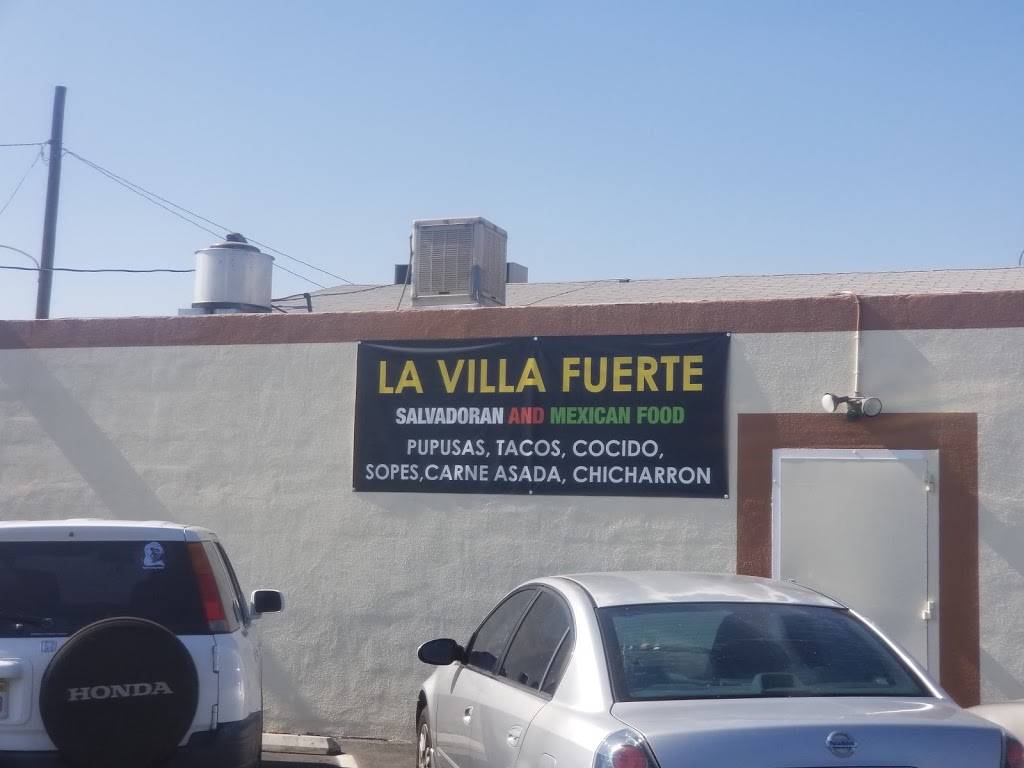 LA VILLA FUERTE
SALVADORAN AND MEXICAN FOOD
PUPUSAS, TACOS, COCIDO,
SOPES,CARNE ASADA, CHICHARRON
HONDA